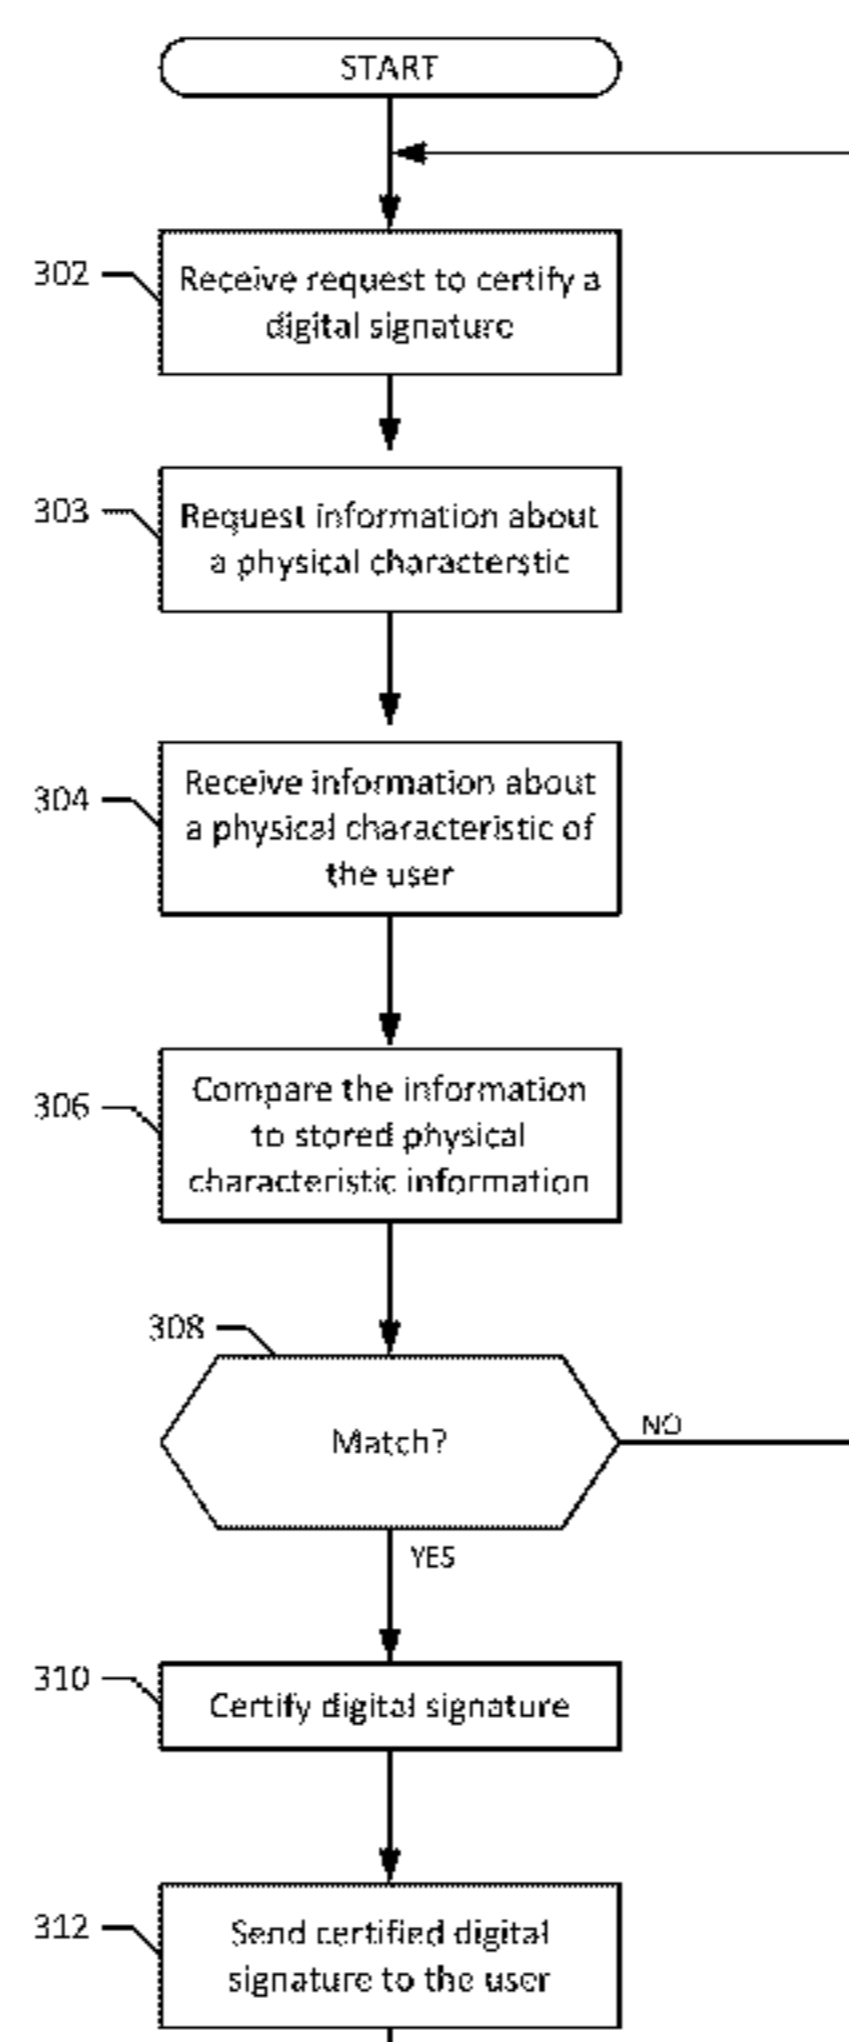 START
302
Receive request to certify a
digital signature
303
Request information about
a physical characterstic
304
Receive information about
a physical characteristic of
the user
306
Compare the information
to stored physical
characteristic information
308
Match?
NO
YES
310
Certify digital signature
312
Send certified digital
signature to the user